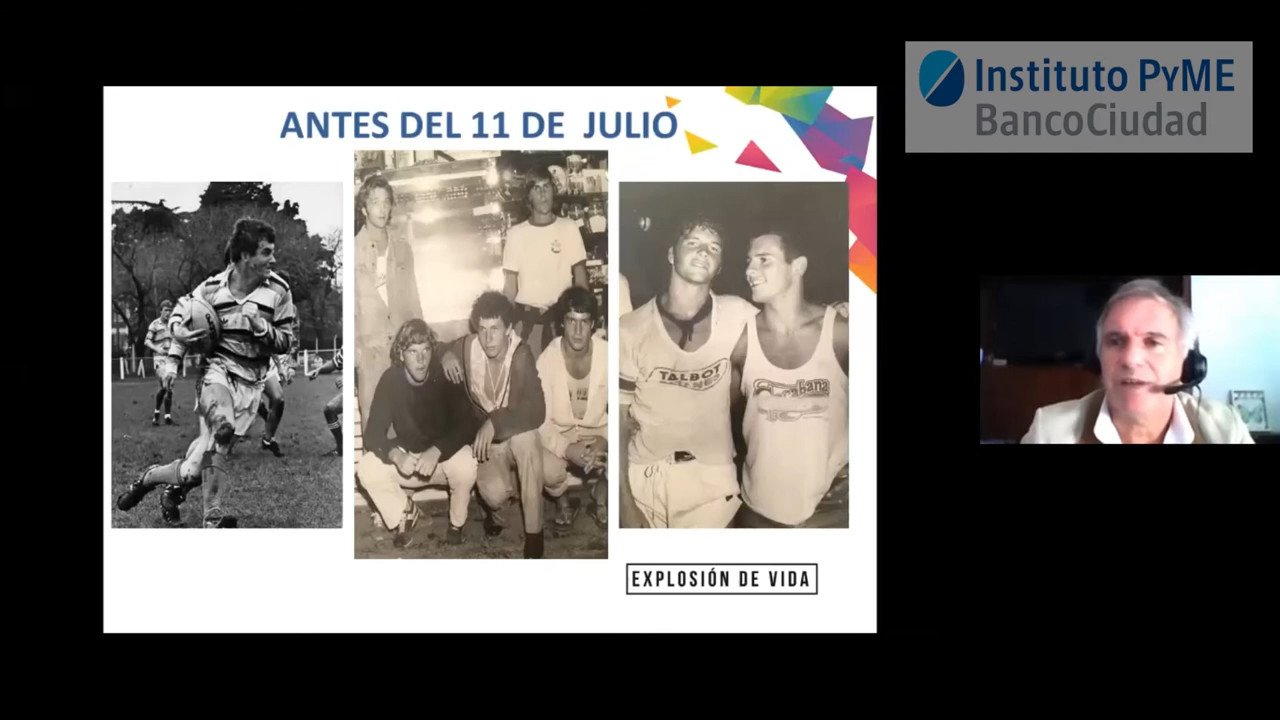 ANTES DEL 11 DE JULIO
Instituto PyME
BancoCiudad
TALBOT
EXPLOSIÓN DE VIDA